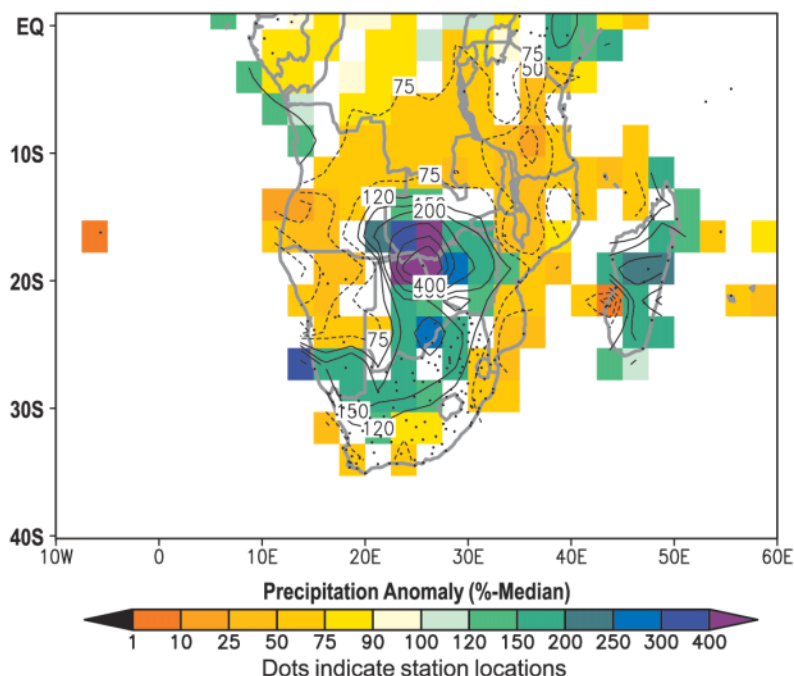 EQ
75
75
50
10S
75
120
200
20S
400
75
30S
150
120
40S
10W 0 10E 20E 30E 40E 50E 60E
Precipitation Anomaly (%-Median)
1 10 25 50 75 90 100 120 150 200 250 300 400
Dots indicate station locations